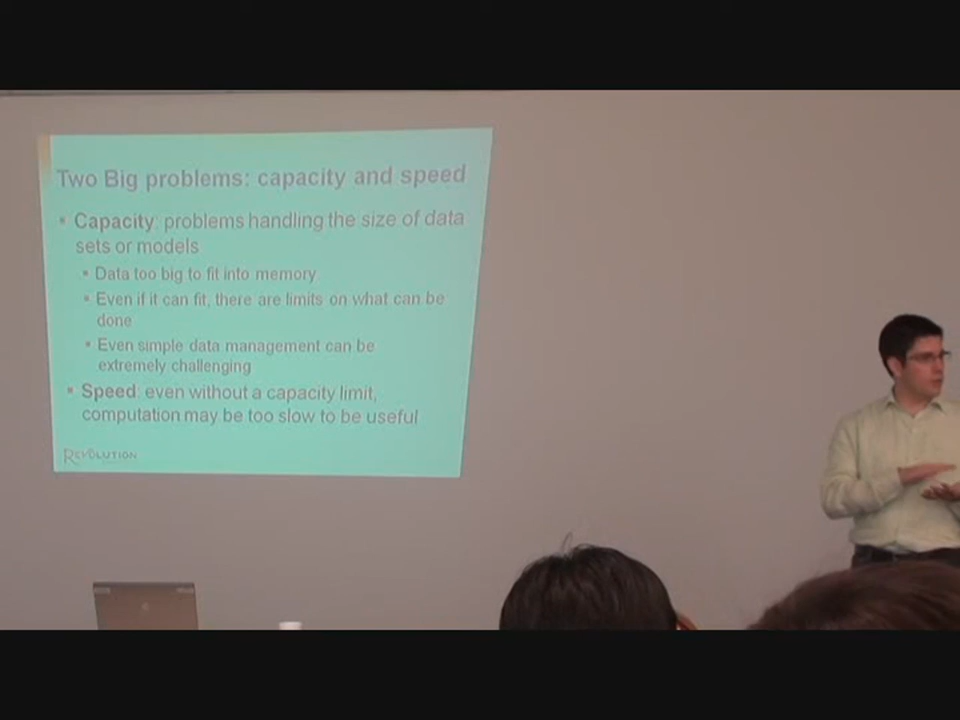 Two Big problems: capacity and speed
▪ Capacity: problems handling the size of data
sets or models
▪ Data too big to fit into memory
▪ Even if it can fit, there are limits on what can be
done
▪ Even simple data management can be
extremely challenging
▪ Speed: even without a capacity limit,
computation may be too slow to be useful
REVOLUTION